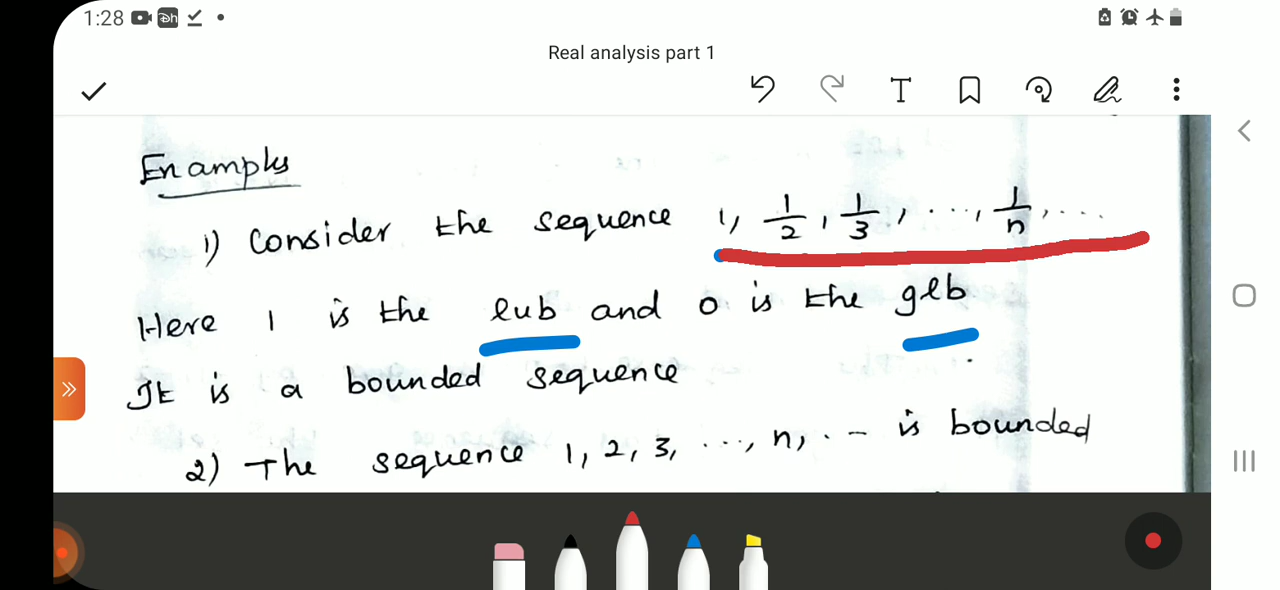 1:28
Real analysis part 1
T
Examples
1) Consider the sequence 1, 1/2, 1/3, ..., 1/n, ...
Here 1 is the lub and 0 is the glb
It is a bounded sequence
2) The sequence 1, 2, 3, ..., n, ... is bounded